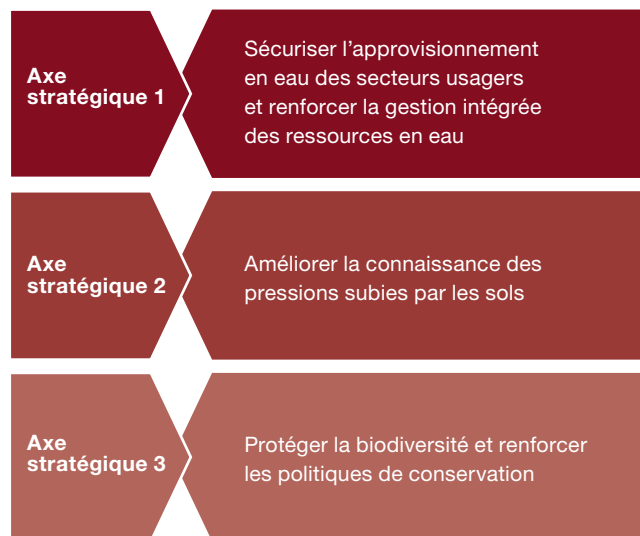 Axe
stratégique 1
Sécuriser l’approvisionnement
en eau des secteurs usagers
et renforcer la gestion intégrée
des ressources en eau
Axe
stratégique 2
Améliorer la connaissance des
pressions subies par les sols
Axe
stratégique 3
Protéger la biodiversité et renforcer
les politiques de conservation